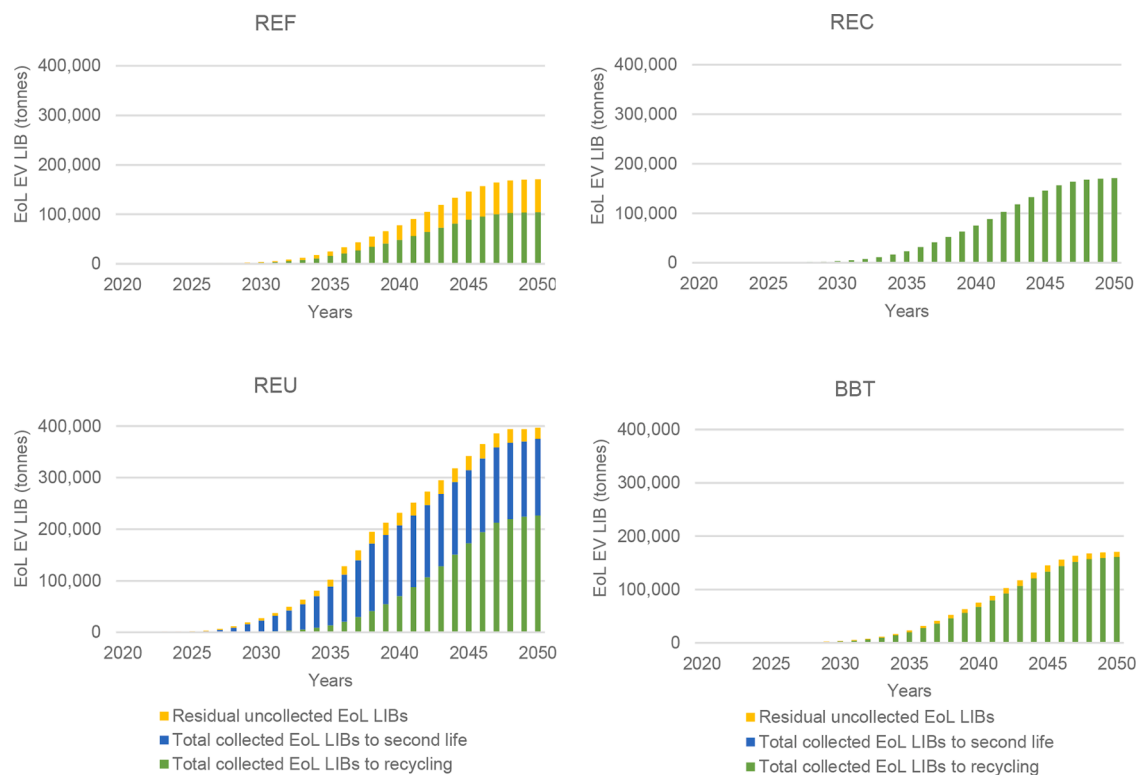 REF
EoL EV LIB (tonnes)
400,000
300,000
200,000
100,000
0
2020 2025 2030 2035 2040 2045 2050
Years
REC
EoL EV LIB (tonnes)
400,000
300,000
200,000
100,000
0
2020 2025 2030 2035 2040 2045 2050
Years
REU
EoL EV LIB (tonnes)
400,000
300,000
200,000
100,000
0
2020 2025 2030 2035 2040 2045 2050
Years
Residual uncollected EoL LIBs
Total collected EoL LIBs to second life
Total collected EoL LIBs to recycling
BBT
EoL EV LIB (tonnes)
400,000
300,000
200,000
100,000
0
2020 2025 2030 2035 2040 2045 2050
Years
Residual uncollected EoL LIBs
Total collected EoL LIBs to second life
Total collected EoL LIBs to recycling